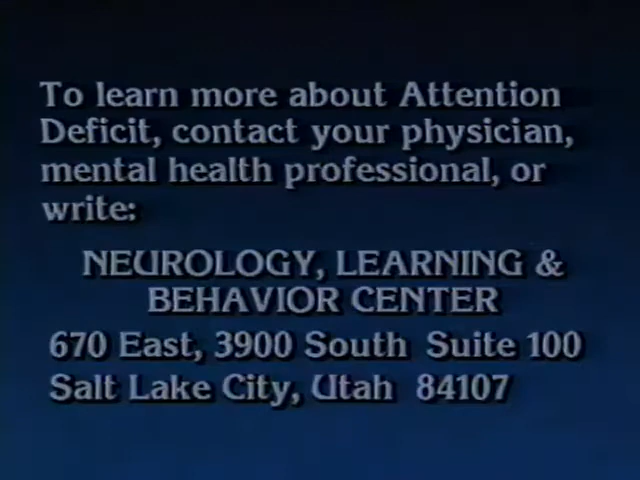 To learn more about Attention
Deficit, contact your physician,
mental health professional, or
write:
NEUROLOGY, LEARNING &
BEHAVIOR CENTER
670 East, 3900 South Suite 100
Salt Lake City, Utah 84107